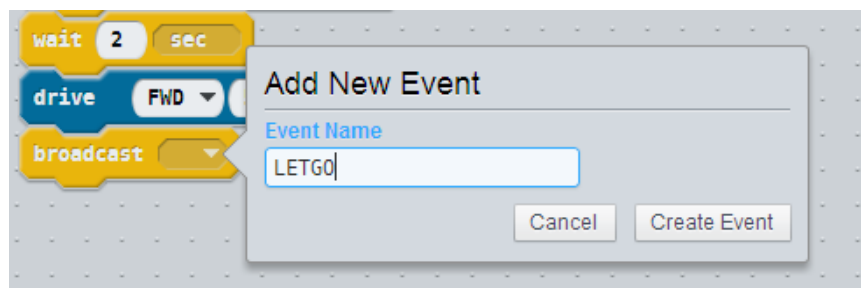 wait 2 sec
drive FWD
broadcast
Add New Event
Event Name
LETGO
Cancel Create Event